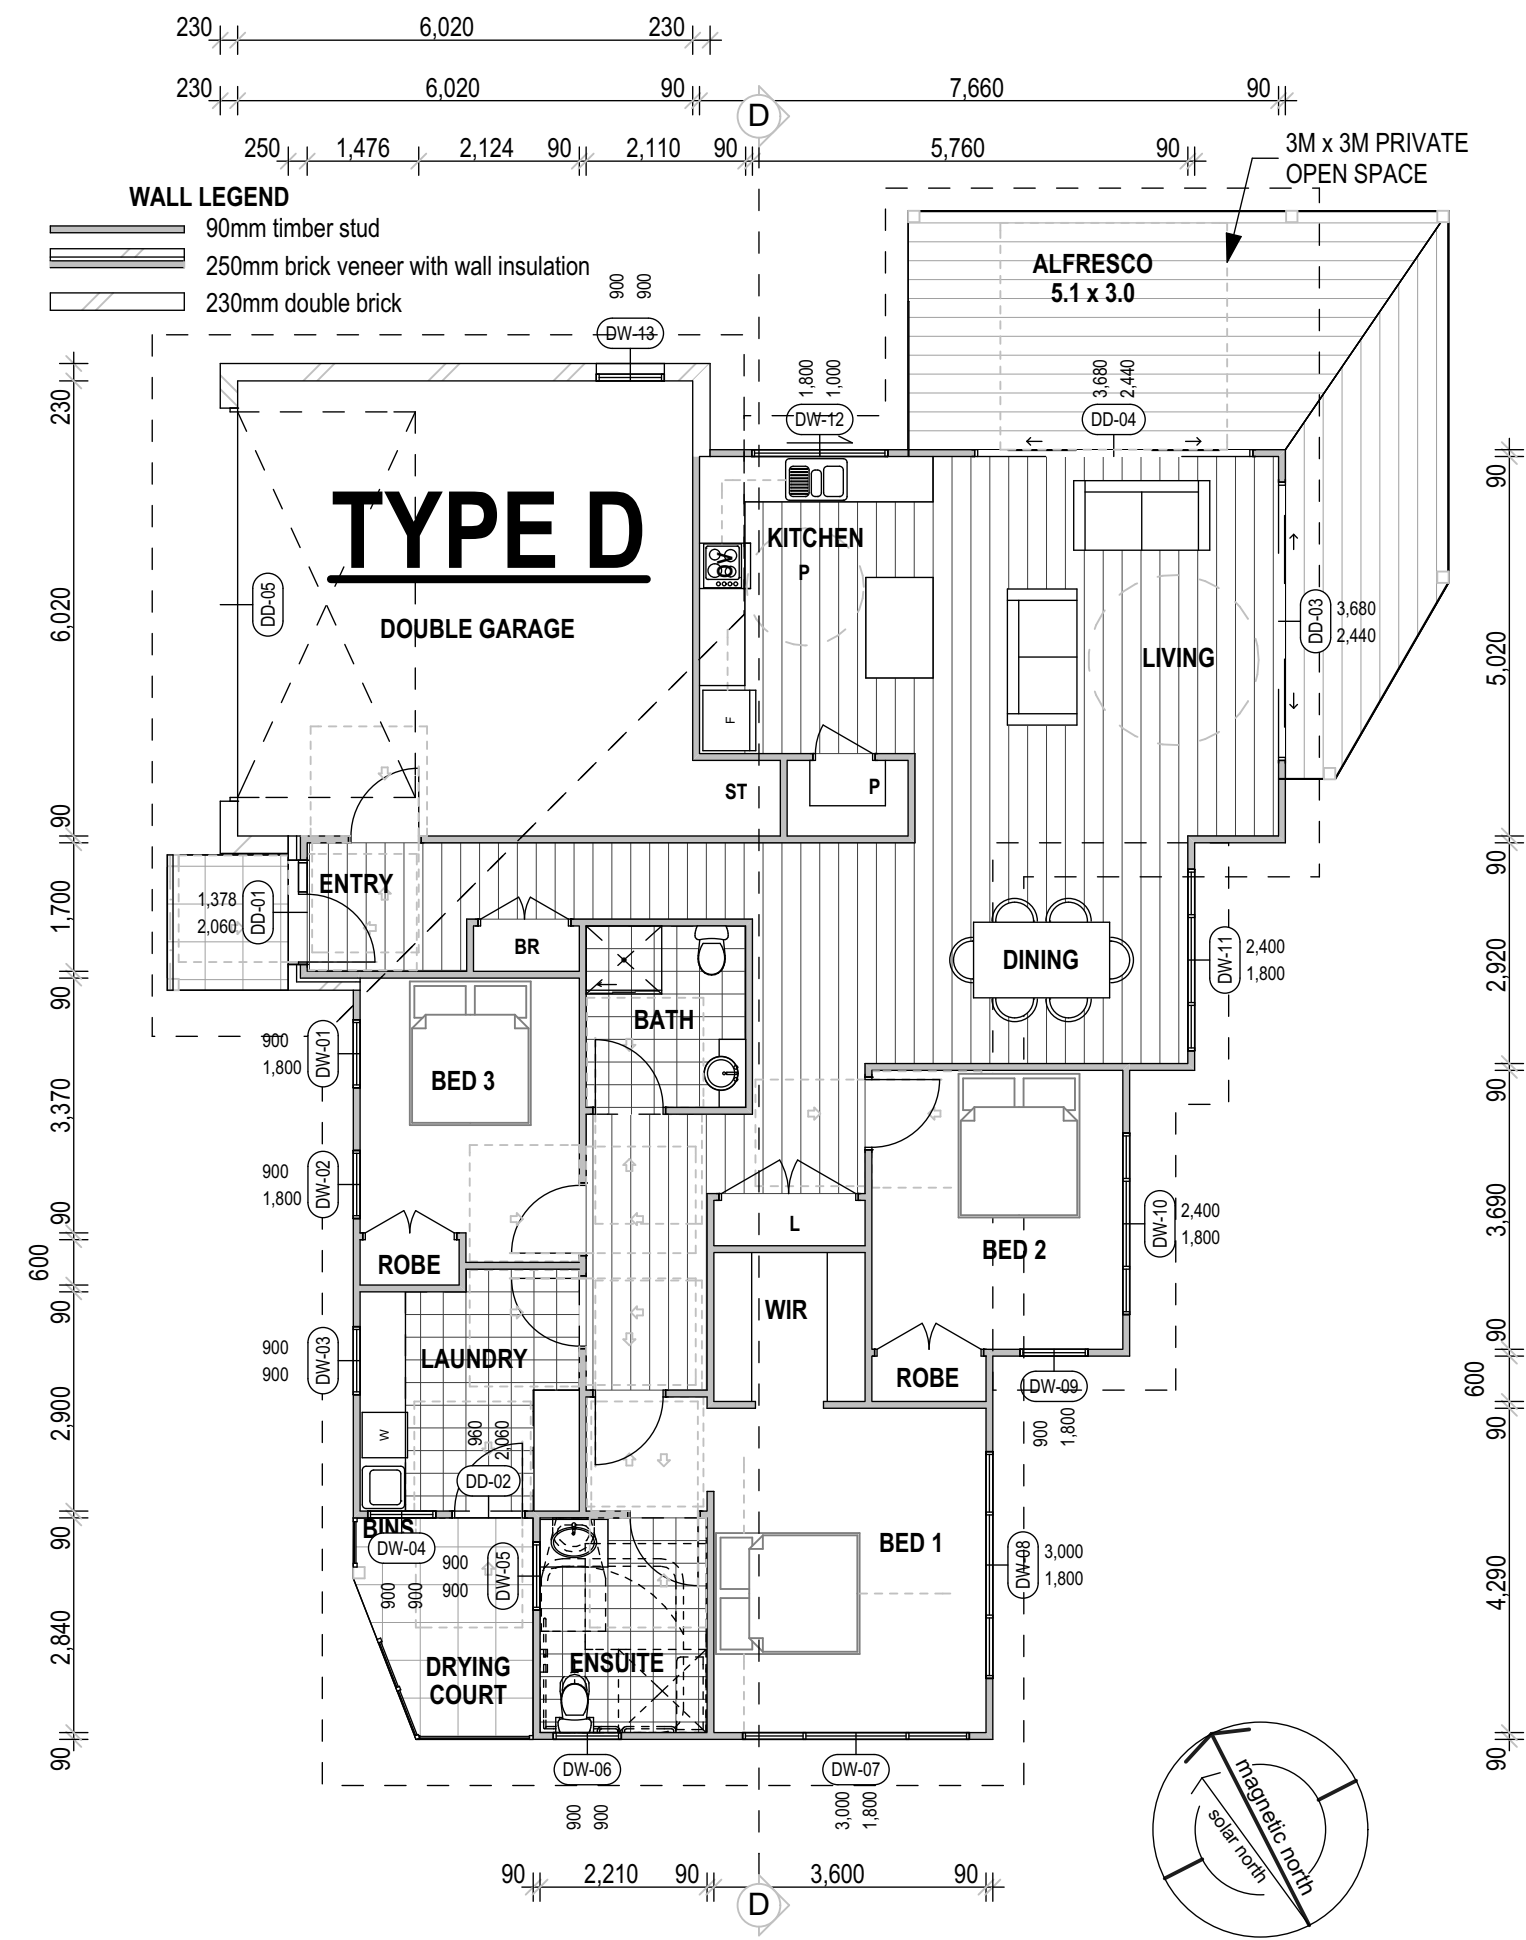 230 6,020 230
230 6,020 90 7,660 90
D
250 1,476 2,124 90 2,110 90 5,760 90
3M x 3M PRIVATE
OPEN SPACE
WALL LEGEND
90mm timber stud
250mm brick veneer with wall insulation
230mm double brick
ALFRESCO
5.1 x 3.0
900
900
DW-13
1,800
1,000
DW-12
3,680
2,440
DD-04
230
6,020
90
1,700
90
3,370
90
600
90
2,900
90
2,840
90
90
5,020
90
2,920
90
3,690
90
600
90
4,290
90
TYPE D
DOUBLE GARAGE
DD-05
KITCHEN
P
F
LIVING
DD-03
3,680
2,440
ST
P
ENTRY
1,378
2,060
DD-01
BR
BATH
DINING
DW-11
2,400
1,800
900
1,800
DW-01
BED 3
900
1,800
DW-02
ROBE
L
BED 2
DW-10
2,400
1,800
WIR
900
900
DW-03
LAUNDRY
ROBE
DW-09
900
1,800
W
960
2,060
DD-02
BINS
DW-04
900
900
900
900
DW-05
BED 1
DW-08
3,000
1,800
DRYING
COURT
ENSUITE
DW-06
900
900
DW-07
3,000
1,800
magnetic north
solar north
90 2,210 90 3,600 90
D